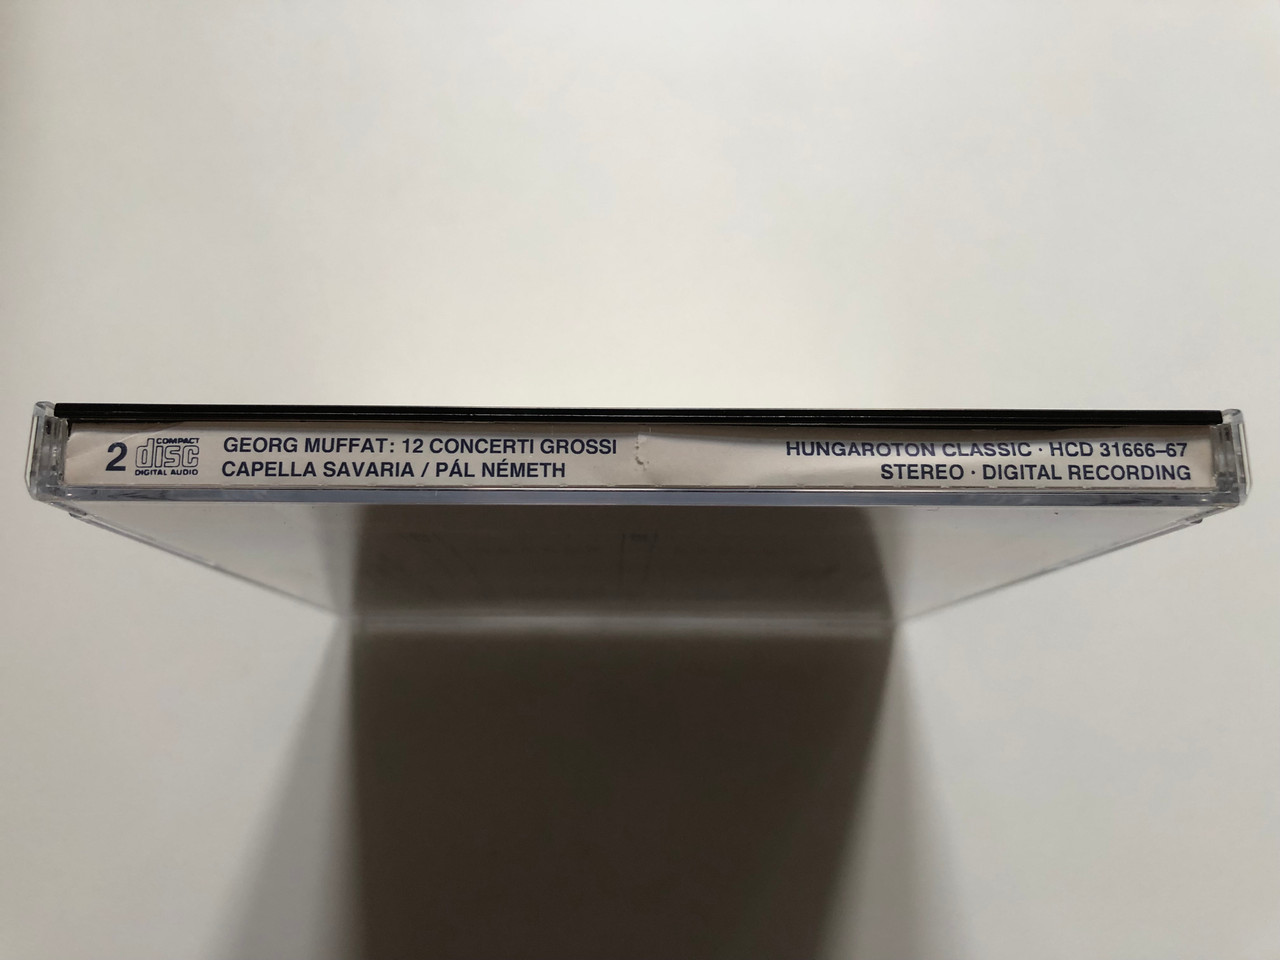 2 COMPACT disc DIGITAL AUDIO
GEORG MUFFAT: 12 CONCERTI GROSSI
CAPELLA SAVARIA / PÁL NÉMETH
HUNGAROTON CLASSIC · HCD 31666–67
STEREO · DIGITAL RECORDING